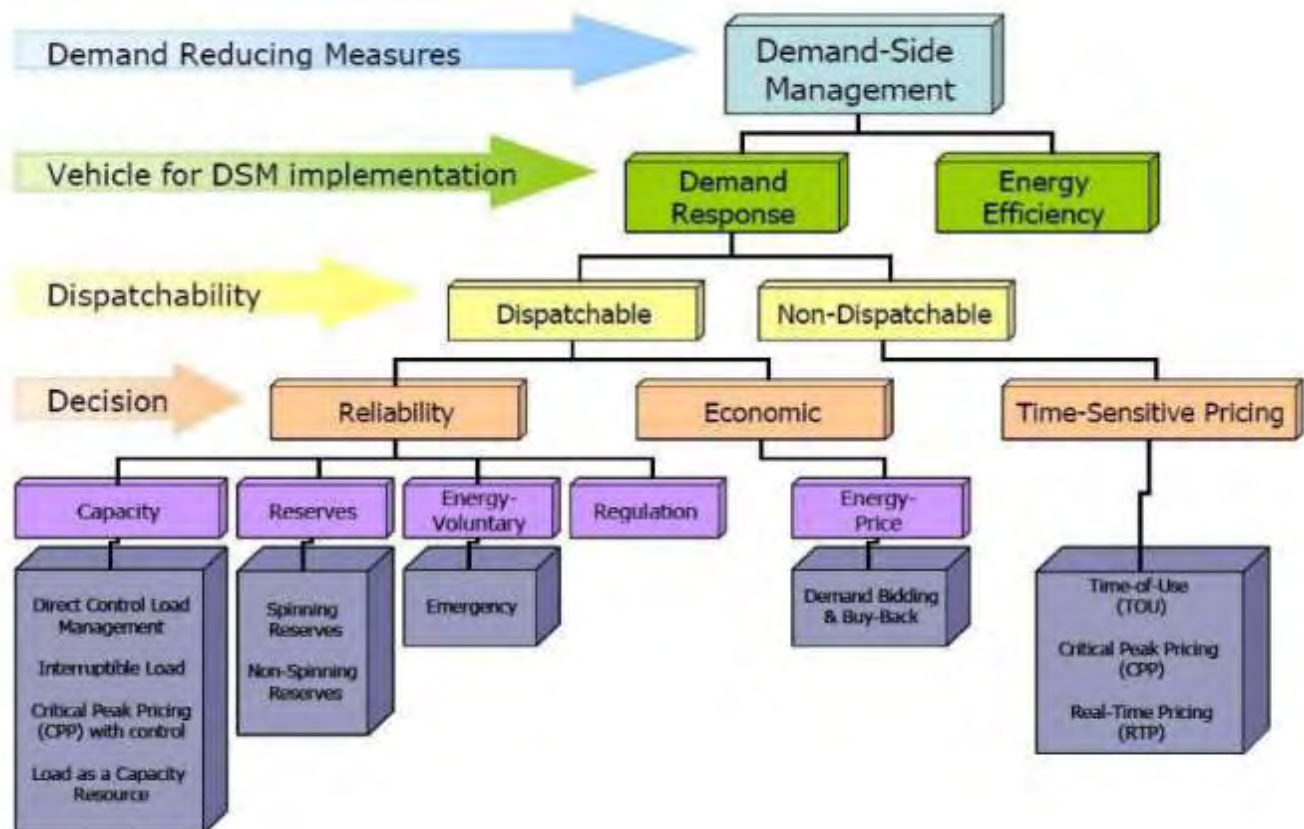 Demand Reducing Measures
Demand-Side
Management
Vehicle for DSM implementation
Demand
Response
Energy
Efficiency
Dispatchability
Dispatchable
Non-Dispatchable
Decision
Reliability
Economic
Time-Sensitive Pricing
Capacity
Reserves
Energy-
Voluntary
Regulation
Energy-
Price
Direct Control Load
Management
Interruptible Load
Critical Peak Pricing
(CPP) with control
Load as a Capacity
Resource
Spinning
Reserves
Non-Spinning
Reserves
Emergency
Demand Bidding
& Buy-Back
Time-of-Use
(TOU)
Critical Peak Pricing
(CPP)
Real-Time Pricing
(RTP)